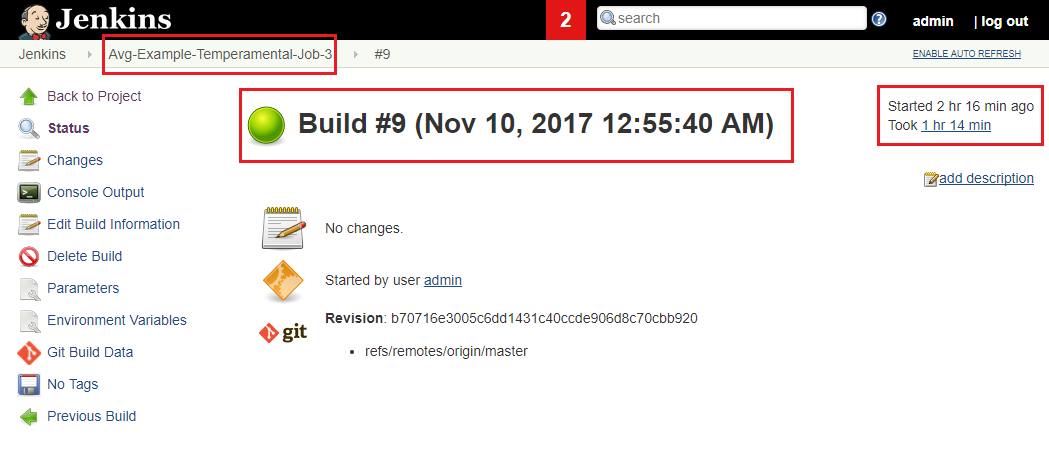 Jenkins
2
search
?
admin
| log out
Jenkins
Avg-Example-Temperamental-Job-3
#9
ENABLE AUTO REFRESH
Back to Project
Status
Changes
Console Output
Edit Build Information
Delete Build
Parameters
Environment Variables
Git Build Data
No Tags
Previous Build
Build #9 (Nov 10, 2017 12:55:40 AM)
Started 2 hr 16 min ago
Took 1 hr 14 min
add description
No changes.
Started by user admin
git
Revision: b70716e3005c6dd1431c40ccde906d8c70cbb920
• refs/remotes/origin/master